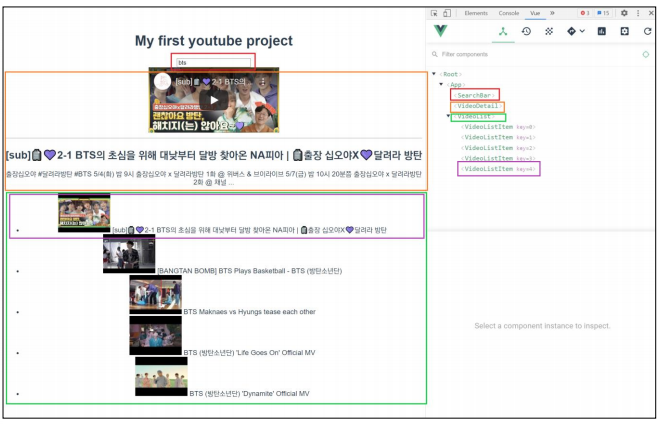 Elements Console Vue » 3 15
My first youtube project
bts
Filter components
<Root>
<App>
<SearchBar>
<VideoDetail>
<VideoList>
<VideoListItem key=0>
<VideoListItem key=1>
<VideoListItem key=2>
<VideoListItem key=3>
<VideoListItem key=4>
[sub]🗿💜2-1 BTS의
출장십오야x달려라방탄
괜찮아요 방탄,
해치지(는) 않아요
[sub]🗿💜2-1 BTS의 초심을 위해 대낮부터 달방 찾아온 NA피아 | 🗿출장 십오야X💜달려라 방탄
출장십오야 #달려라방탄 #BTS 5/4(화) 밤 9시 출장십오야 x 달려라방탄 1화 @ 위버스 & 브이라이브 5/7(금) 밤 10시 20분쯤 출장십오야 x 달려라방탄
2화 @ 채널 ...
[sub]🗿💜2-1 BTS의 초심을 위해 대낮부터 달방 찾아온 NA피아 | 🗿출장 십오야X💜달려라 방탄
[BANGTAN BOMB] BTS Plays Basketball - BTS (방탄소년단)
BTS Maknaes vs Hyungs tease each other
BTS (방탄소년단) 'Life Goes On' Official MV
BTS (방탄소년단) 'Dynamite' Official MV
Select a component instance to inspect.